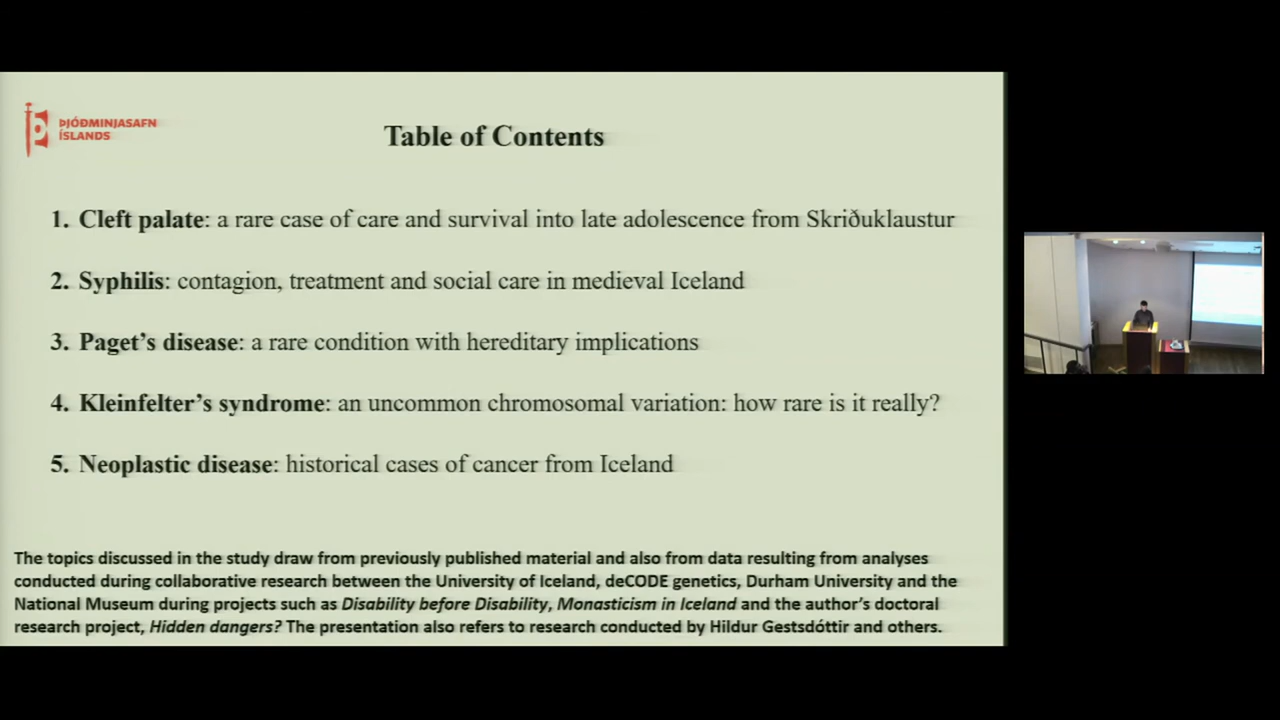 ÞJÓÐMINJASAFN
ÍSLANDS
Table of Contents
1. Cleft palate: a rare case of care and survival into late adolescence from Skriðuklaustur
2. Syphilis: contagion, treatment and social care in medieval Iceland
3. Paget’s disease: a rare condition with hereditary implications
4. Kleinfelter’s syndrome: an uncommon chromosomal variation: how rare is it really?
5. Neoplastic disease: historical cases of cancer from Iceland
The topics discussed in the study draw from previously published material and also from data resulting from analyses
conducted during collaborative research between the University of Iceland, deCODE genetics, Durham University and the
National Museum during projects such as Disability before Disability, Monasticism in Iceland and the author’s doctoral
research project, Hidden dangers? The presentation also refers to research conducted by Hildur Gestsdóttir and others.